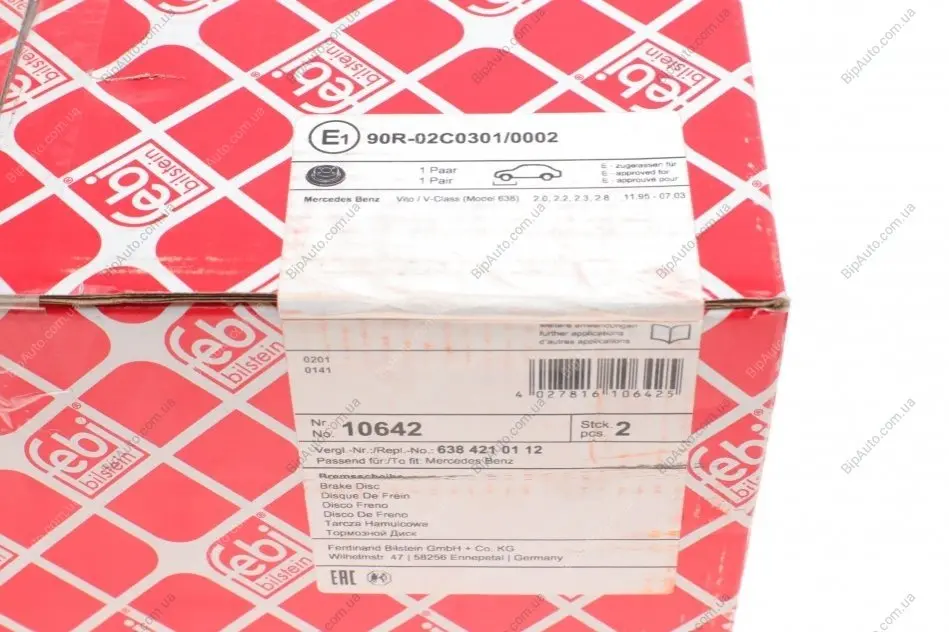 febi
bilstein
E1 90R-02C0301/0002
1 Paar
1 Pair
E - zugelassen für
E - approved for
E - approuvé pour
Mercedes Benz Vito / V-Class (Model 638) 2.0, 2.2, 2.3, 2.8 11.95 - 07.03
weitere anwendungen
further applications
d'autres applications
0201
0141
4 027816 106425
Nr.
No. 10642
Stck.
pcs. 2
Vergl.-Nr.:/Repl.-No.: 638 421 01 12
Passend für:/To fit: Mercedes Benz
Bremsscheibe
Brake Disc
Disque De Frein
Disco Freno
Disco De Freno
Tarcza Hamulcowa
Тормозной Диск
Ferdinand Bilstein GmbH + Co. KG
Wilhelmstr. 47 | 58256 Ennepetal | Germany
EAC
BipAuto.com.ua